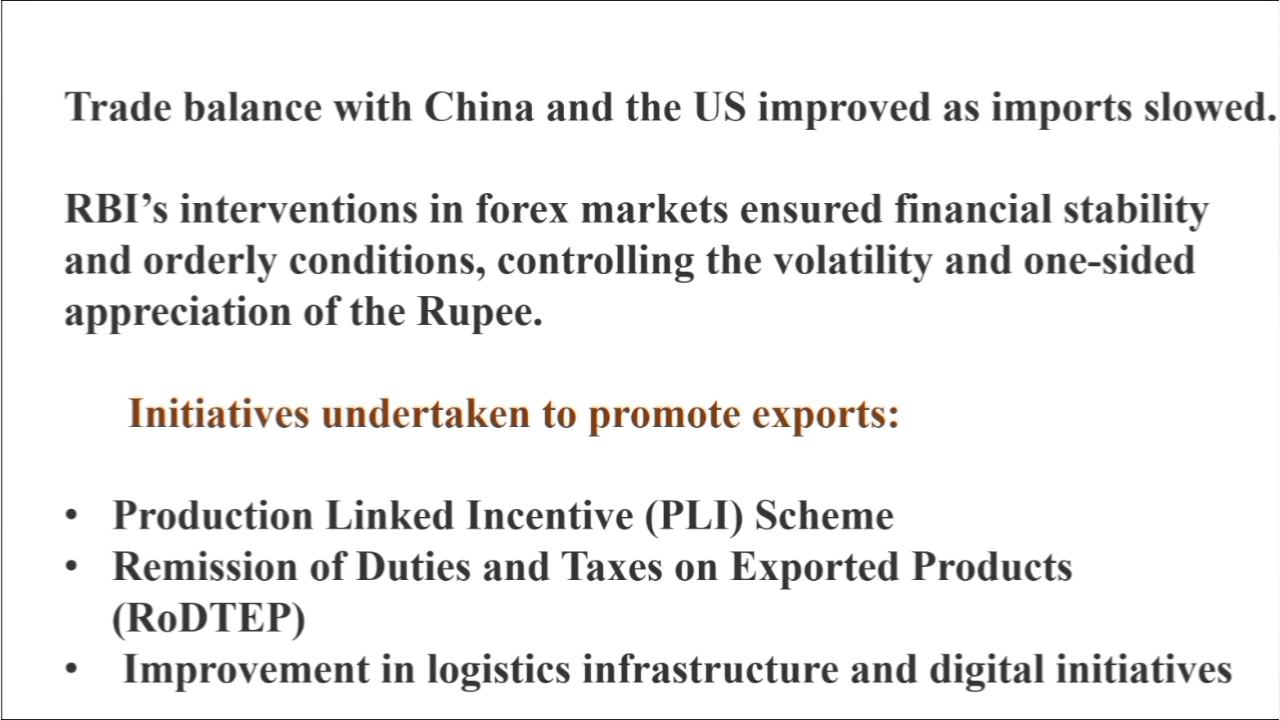 Trade balance with China and the US improved as imports slowed.
RBI’s interventions in forex markets ensured financial stability
and orderly conditions, controlling the volatility and one-sided
appreciation of the Rupee.
Initiatives undertaken to promote exports:
• Production Linked Incentive (PLI) Scheme
• Remission of Duties and Taxes on Exported Products
(RoDTEP)
• Improvement in logistics infrastructure and digital initiatives